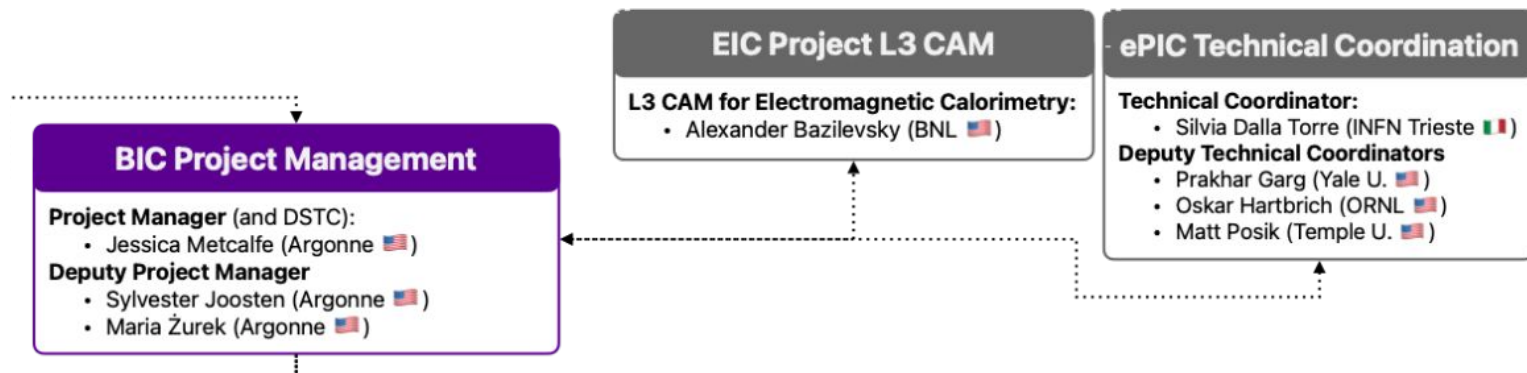 BIC Project Management
Project Manager (and DSTC):
• Jessica Metcalfe (Argonne 🇺🇸)
Deputy Project Manager
• Sylvester Joosten (Argonne 🇺🇸)
• Maria Żurek (Argonne 🇺🇸)
EIC Project L3 CAM
L3 CAM for Electromagnetic Calorimetry:
• Alexander Bazilevsky (BNL 🇺🇸)
ePIC Technical Coordination
Technical Coordinator:
• Silvia Dalla Torre (INFN Trieste 🇮🇹)
Deputy Technical Coordinators
• Prakhar Garg (Yale U. 🇺🇸)
• Oskar Hartbrich (ORNL 🇺🇸)
• Matt Posik (Temple U. 🇺🇸)